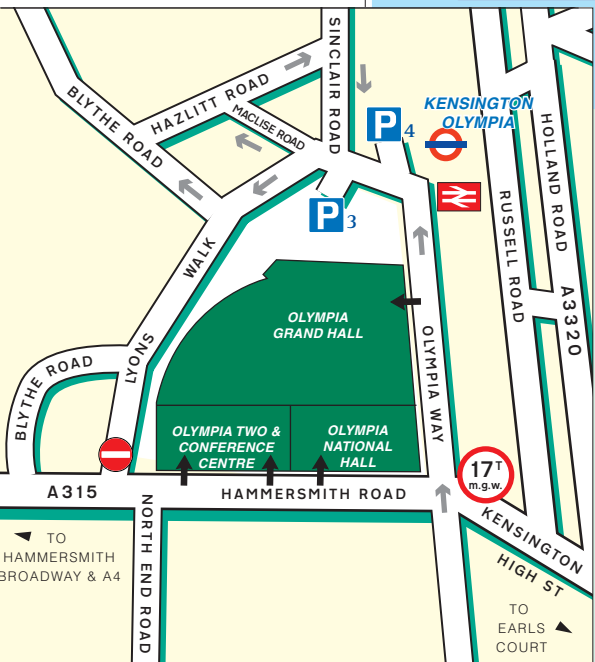 SINCLAIR ROAD
HAZLITT ROAD
BLYTHE ROAD
MACLISE ROAD
KENSINGTON
OLYMPIA
P4
P3
HOLLAND ROAD
RUSSELL ROAD
A3320
LYONS WALK
OLYMPIA
GRAND HALL
OLYMPIA WAY
BLYTHE ROAD
OLYMPIA TWO &
CONFERENCE
CENTRE
OLYMPIA
NATIONAL
HALL
17T
m.g.w.
A315
HAMMERSMITH ROAD
NORTH END ROAD
KENSINGTON
HIGH ST
TO
HAMMERSMITH
BROADWAY & A4
TO
EARLS
COURT